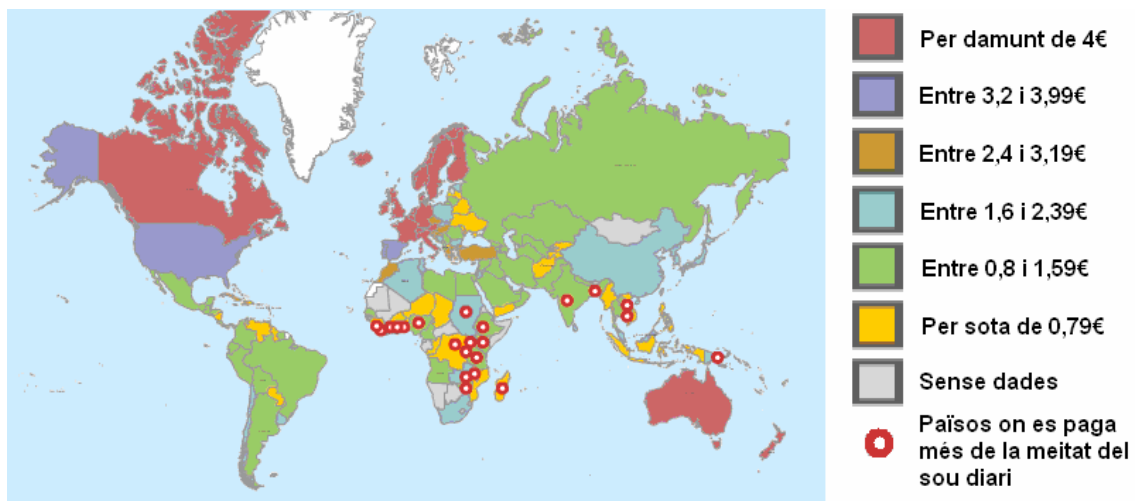 Per damunt de 4€
Entre 3,2 i 3,99€
Entre 2,4 i 3,19€
Entre 1,6 i 2,39€
Entre 0,8 i 1,59€
Per sota de 0,79€
Sense dades
Països on es paga
més de la meitat del
sou diari